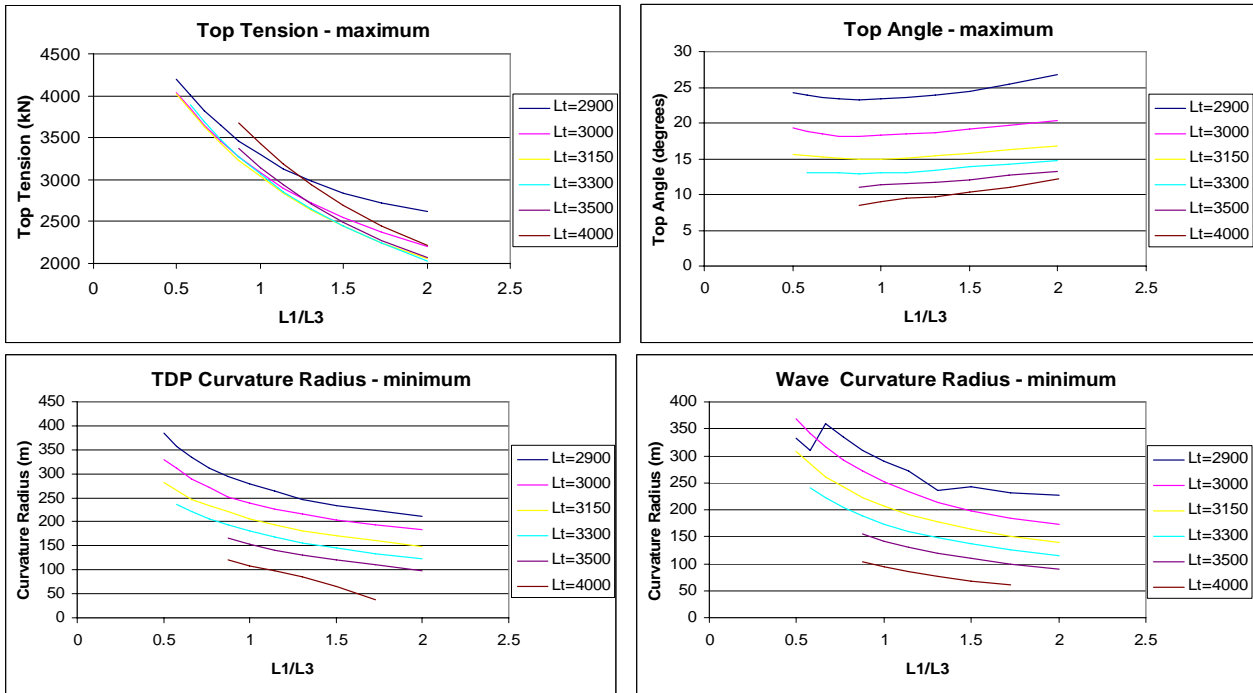 Top Tension - maximum
Top Tension (kN)
4500
4000
3500
3000
2500
2000
0 0.5 1 1.5 2 2.5
L1/L3
Lt=2900
Lt=3000
Lt=3150
Lt=3300
Lt=3500
Lt=4000
Top Angle - maximum
Top Angle (degrees)
30
25
20
15
10
5
0
0 0.5 1 1.5 2 2.5
L1/L3
Lt=2900
Lt=3000
Lt=3150
Lt=3300
Lt=3500
Lt=4000
TDP Curvature Radius - minimum
Curvature Radius (m)
450
400
350
300
250
200
150
100
50
0
0 0.5 1 1.5 2 2.5
L1/L3
Lt=2900
Lt=3000
Lt=3150
Lt=3300
Lt=3500
Lt=4000
Wave Curvature Radius - minimum
Curvature Radius (m)
400
350
300
250
200
150
100
50
0
0 0.5 1 1.5 2 2.5
L1/L3
Lt=2900
Lt=3000
Lt=3150
Lt=3300
Lt=3500
Lt=4000